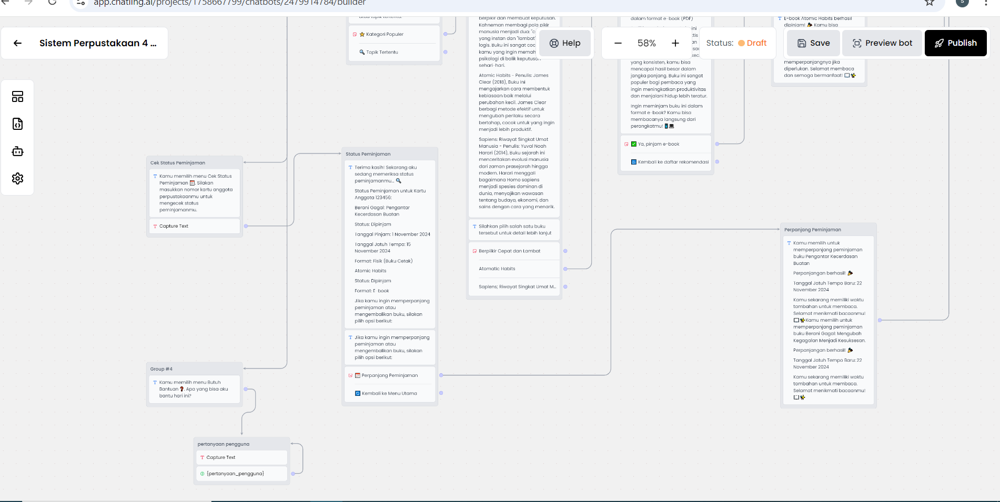 app.chatling.ai/projects/1758667799/chatbots/2479914784/builder
S
Sistem Perpustakaan 4 ...
Help
58%
Status: Draft
Save
Preview bot
Publish
Kategori Populer
Topik Tertentu
berpikir dan membuat keputusan.
Kahneman membagi pola pikir
manusia menjadi dua: "c
yang instan dan "lambat"
logis. Buku ini sangat coc
kamu yang ingin memah
psikologi di balik keputusan
sehari-hari.
Atomic Habits - Penulis: James
Clear (2018), Buku ini
mengajarkan cara membentuk
kebiasaan baik melalui
perubahan kecil. James Clear
berbagi metode efektif untuk
mengubah perilaku secara
bertahap, cocok untuk yang ingin
menjadi lebih produktif.
Sapiens: Riwayat Singkat Umat
Manusia - Penulis: Yuval Noah
Harari (2014), Buku sejarah ini
menceritakan evolusi manusia
dari zaman prasejarah hingga
modern. Harari menggali
bagaimana Homo sapiens
menjadi spesies dominan di
dunia, menyajikan wawasan
tentang budaya, ekonomi, dan
sains dengan cara yang menarik.
Silahkan pilih salah satu buku
tersebut untuk detail lebih lanjut
Berpiikir Cepat dan Lambat
Atomatic Habits
Sapiens; Riwayat Singkat Umat M...
dalam format e-book (PDF)
ini
yang konsisten, kamu bisa
mencapai hasil besar dalam
jangka panjang. Buku ini sangat
populer bagi pembaca yang
ingin meningkatkan produktivitas
dan menjalani hidup lebih teratur.
Ingin meminjam buku ini dalam
format e-book? Kamu bisa
membacanya langsung dari
perangkatmu! 📱💻
✅ Ya, pinjam e-book
Kembali ke daftar rekomendasi
E-book Atomic Habits berhasil
dipinjam! 🎉 Kamu bisa
memperpanjangnya jika
diperlukan. Selamat membaca
dan semoga bermanfaat! 📖✨
Cek Status Peminjaman
Kamu memilih menu Cek Status
Peminjaman 📅. Silakan
masukkan nomor kartu anggota
perpustakaanmu untuk
mengecek status
peminjamanmu.
Capture Text
Status Peminjaman
Terima kasih! Sekarang aku
sedang memeriksa status
peminjamanmu... 🔍
Status Peminjaman untuk Kartu
Anggota 123456:
Berani Gagal: Pengantar
Kecerdasan Buatan
Status: Dipinjam
Tanggal Pinjam: 1 November 2024
Tanggal Jatuh Tempo: 15
November 2024
Format: Fisik (Buku Cetak)
Atomic Habits
Status: Dipinjam
Format: E-book
Jika kamu ingin memperpanjang
peminjaman atau
mengembalikan buku, silakan
pilih opsi berikut:
Jika kamu ingin memperpanjang
peminjaman atau
mengembalikan buku, silakan
pilih opsi berikut:
Perpanjang Peminjaman
Kembali ke Menu Utama
Perpanjang Peminjaman
Kamu memilih untuk
memperpanjang peminjaman
buku Pengantar Kecerdasan
Buatan
Perpanjangan berhasil! 🎉
Tanggal Jatuh Tempo Baru: 22
November 2024
Kamu sekarang memiliki waktu
tambahan untuk membaca.
Selamat menikmati bacaanmu!
📖✨Kamu memilih untuk
memperpanjang peminjaman
buku Berani Gagal: Mengubah
Kegagalan Menjadi Kesuksesan.
Perpanjangan berhasil! 🎉
Tanggal Jatuh Tempo Baru: 22
November 2024
Kamu sekarang memiliki waktu
tambahan untuk membaca.
Selamat menikmati bacaanmu!
📖✨
Group #4
Kamu memilih menu Butuh
Bantuan ❓. Apa yang bisa aku
bantu hari ini?
pertanyaan pengguna
Capture Text
{pertanyaan_pengguna}